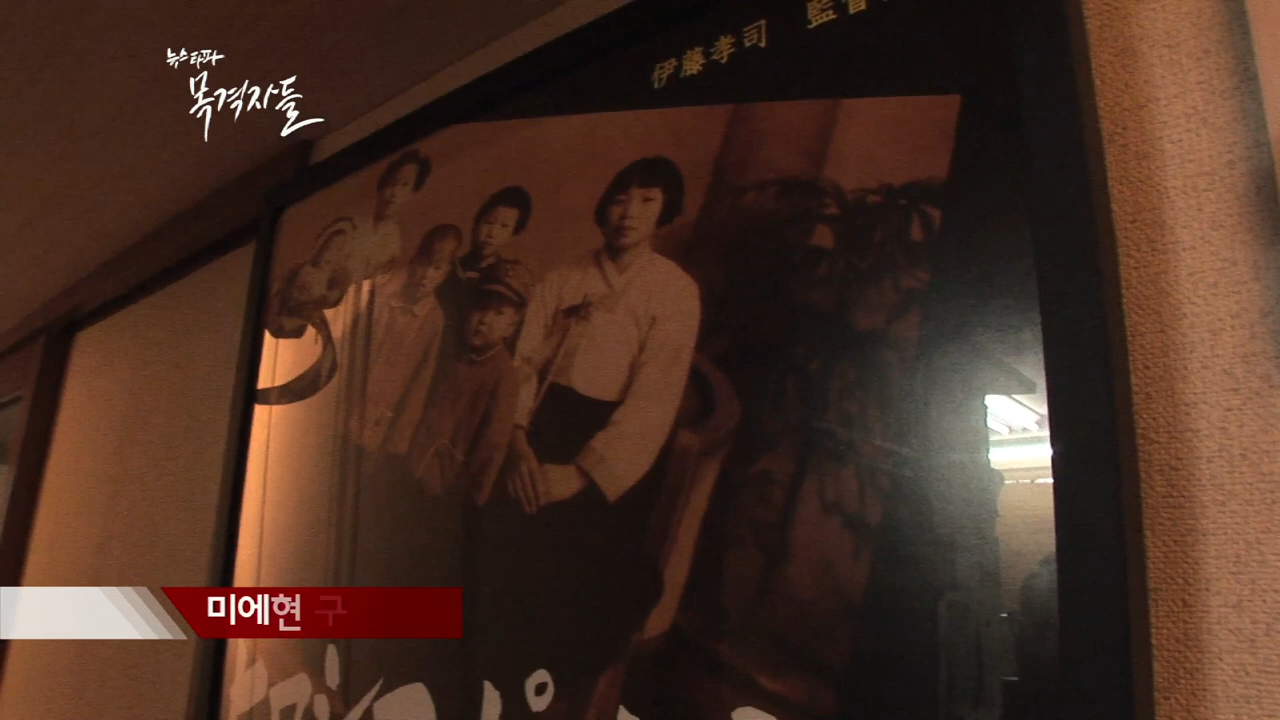 뉴스타파
목격자들
伊藤孝司 監督
미에현 구